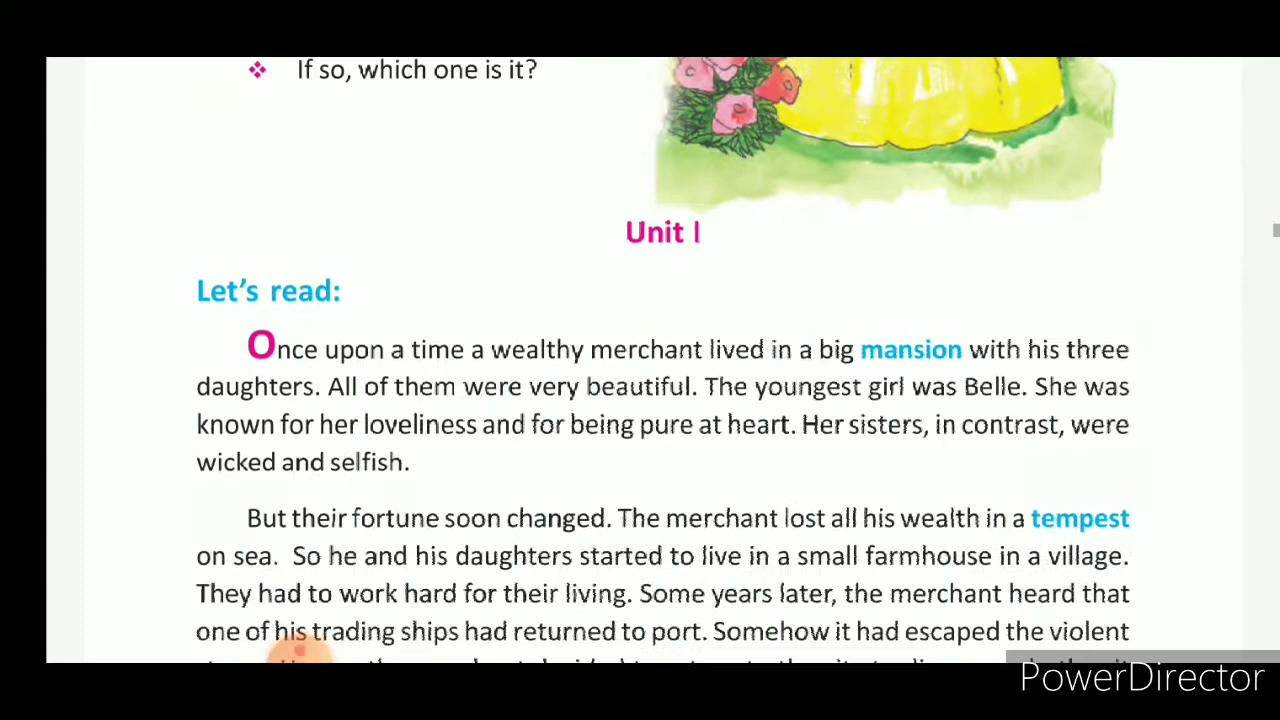 If so, which one is it?
Unit I
Let's read:
Once upon a time a wealthy merchant lived in a big mansion with his three
daughters. All of them were very beautiful. The youngest girl was Belle. She was
known for her loveliness and for being pure at heart. Her sisters, in contrast, were
wicked and selfish.
But their fortune soon changed. The merchant lost all his wealth in a tempest
on sea. So he and his daughters started to live in a small farmhouse in a village.
They had to work hard for their living. Some years later, the merchant heard that
one of his trading ships had returned to port. Somehow it had escaped the violent
PowerDirector